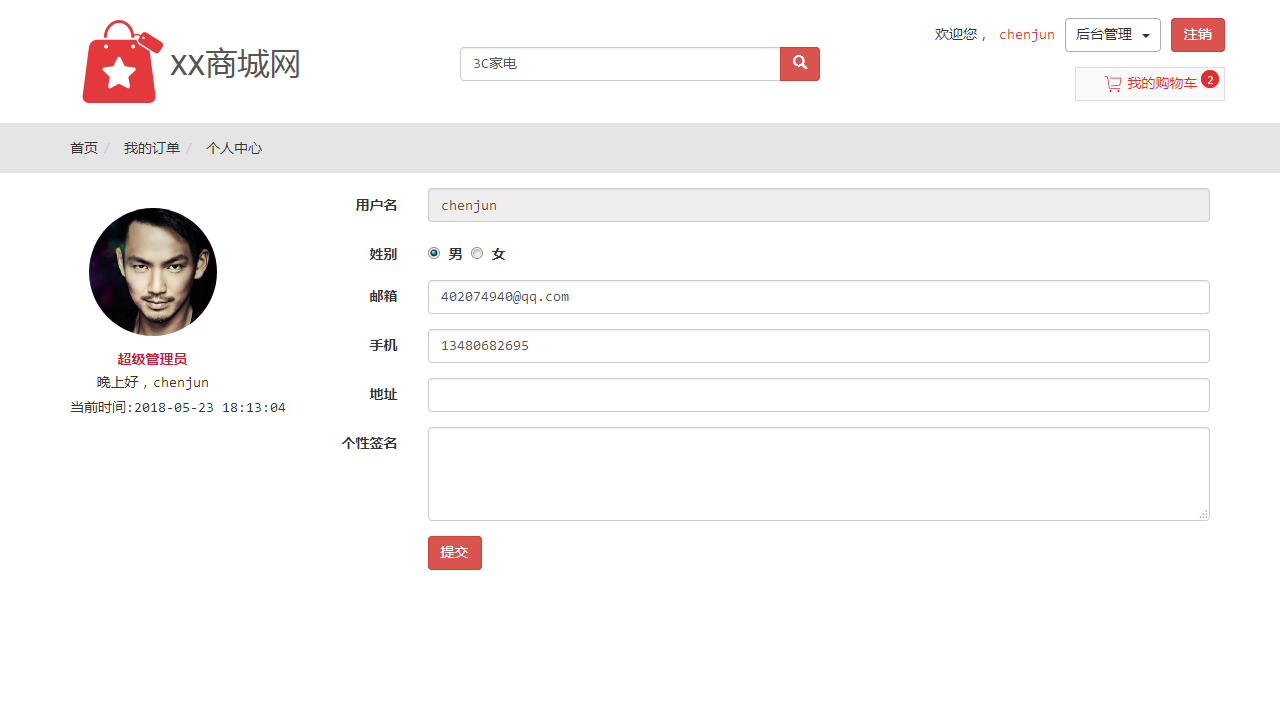 xx商城网
3C家电
欢迎您， chenjun
后台管理
注销
我的购物车 2
首页 / 我的订单 / 个人中心
超级管理员
晚上好，chenjun
当前时间:2018-05-23 18:13:04
用户名 chenjun
姓别 男 女
邮箱 402074940@qq.com
手机 13480682695
地址
个性签名
提交